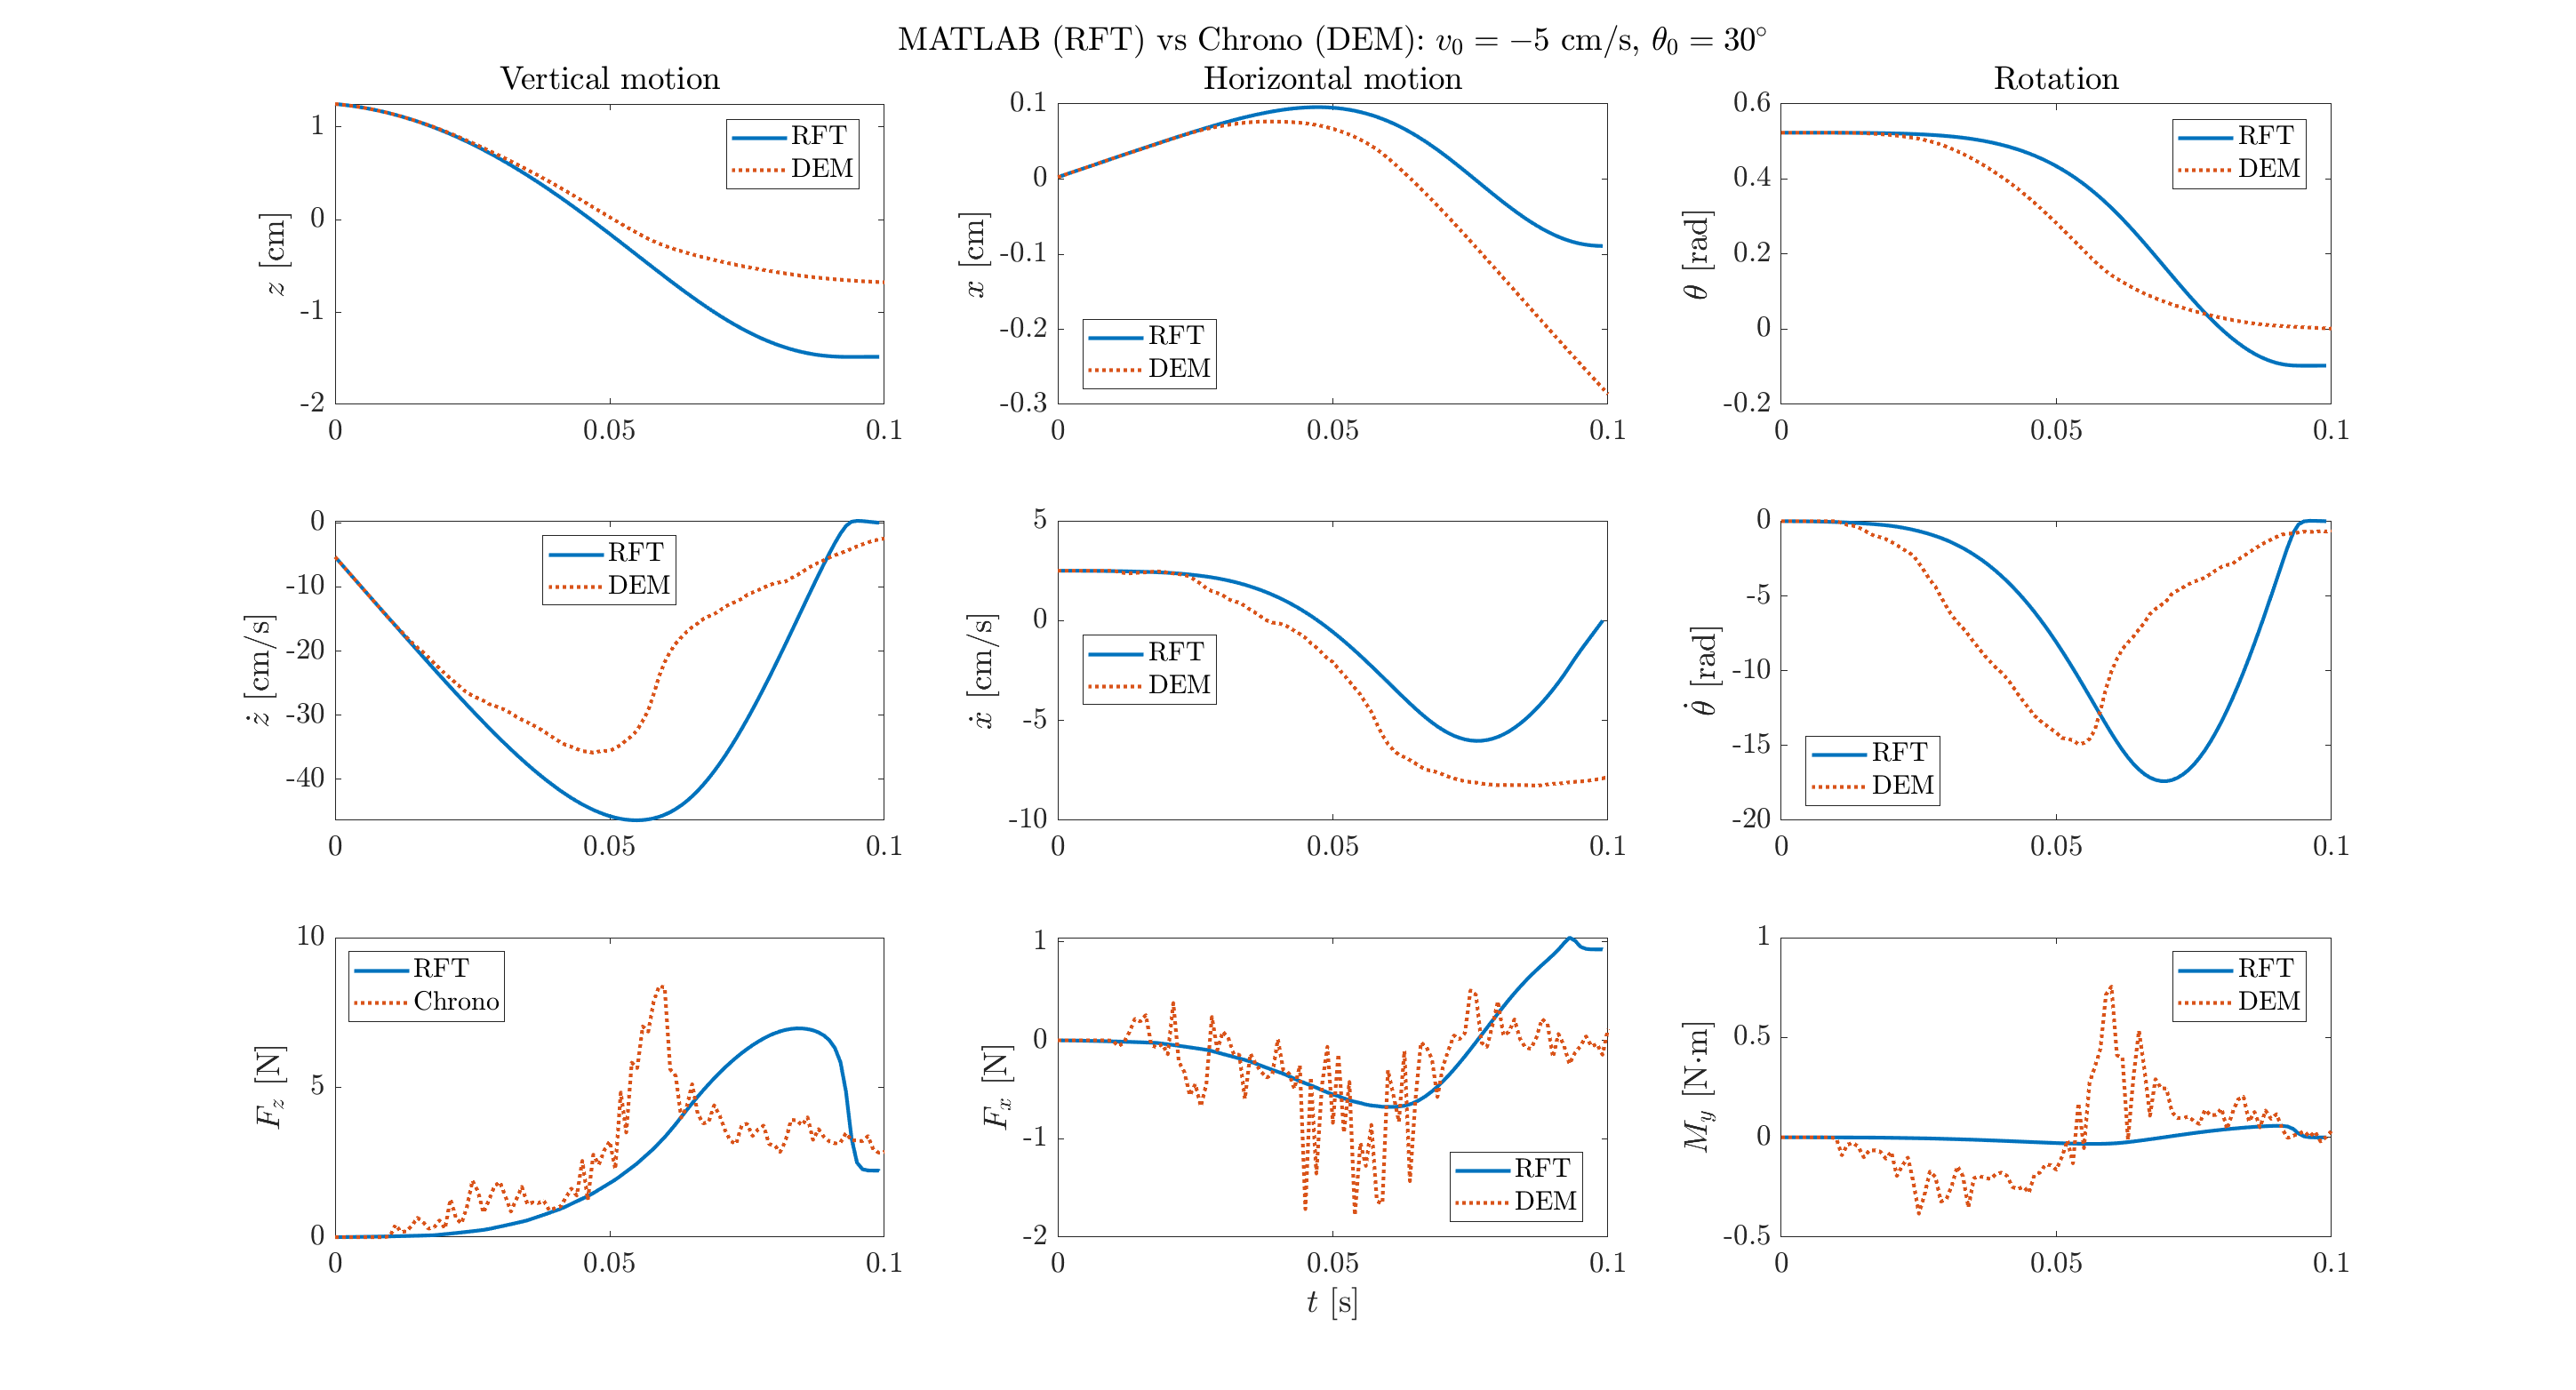 MATLAB (RFT) vs Chrono (DEM): v₀ = −5 cm/s, θ₀ = 30°
Vertical motion
1
0
-1
-2
z [cm]
RFT
DEM
0
0.05
0.1
Horizontal motion
0.1
0
-0.1
-0.2
-0.3
x [cm]
RFT
DEM
0
0.05
0.1
Rotation
0.6
0.4
0.2
0
-0.2
θ [rad]
RFT
DEM
0
0.05
0.1
0
-10
-20
-30
-40
ż [cm/s]
RFT
DEM
0
0.05
0.1
5
0
-5
-10
ẋ [cm/s]
RFT
DEM
0
0.05
0.1
0
-5
-10
-15
-20
θ̇ [rad]
RFT
DEM
0
0.05
0.1
10
5
0
F_z [N]
RFT
Chrono
0
0.05
0.1
1
0
-1
-2
F_x [N]
RFT
DEM
0
0.05
0.1
t [s]
1
0.5
0
-0.5
M_y [N·m]
RFT
DEM
0
0.05
0.1